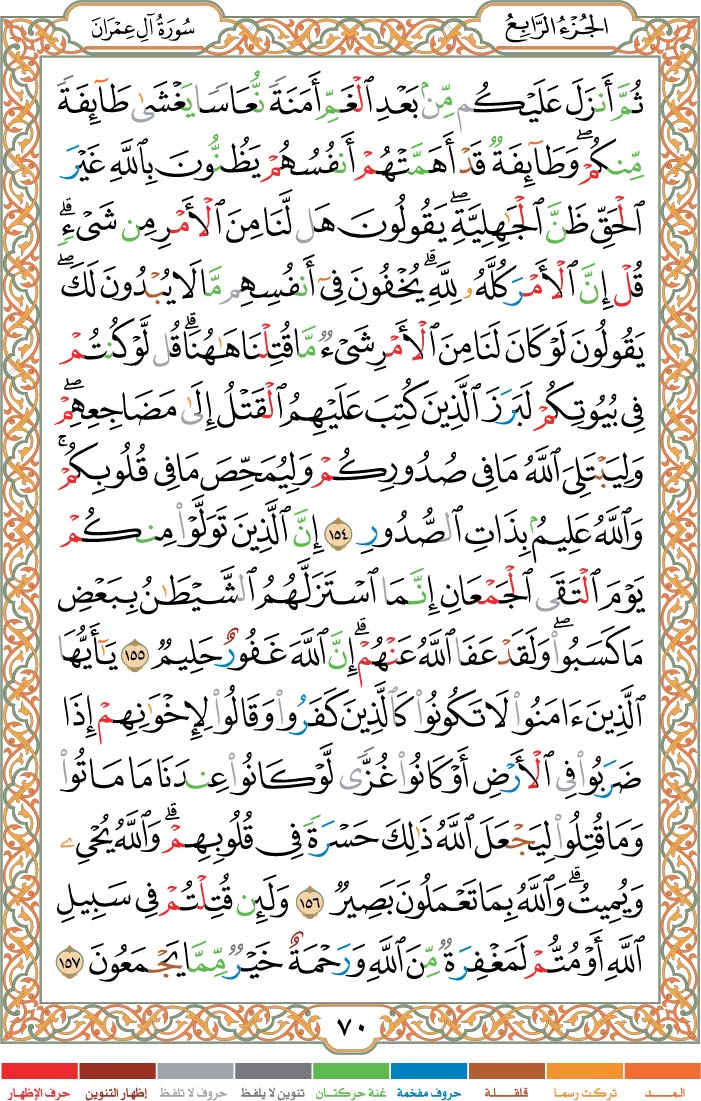 الجُزْءُ الرَّابِعُ
سُورَةُ آلِ عِمْرَان
ثُمَّ أَنزَلَ عَلَيْكُم مِّنۢ بَعْدِ ٱلْغَمِّ أَمَنَةً نُّعَاسًا يَغْشَىٰ طَآئِفَةً
مِّنكُمْۖ وَطَآئِفَةٌ قَدْ أَهَمَّتْهُمْ أَنفُسُهُمْ يَظُنُّونَ بِٱللَّهِ غَيْرَ
ٱلْحَقِّ ظَنَّ ٱلْجَٰهِلِيَّةِۖ يَقُولُونَ هَل لَّنَا مِنَ ٱلْأَمْرِ مِن شَىْءٍۗ
قُلْ إِنَّ ٱلْأَمْرَ كُلَّهُۥ لِلَّهِۗ يُخْفُونَ فِىٓ أَنفُسِهِم مَّا لَا يُبْدُونَ لَكَۖ
يَقُولُونَ لَوْ كَانَ لَنَا مِنَ ٱلْأَمْرِ شَىْءٌ مَّا قُتِلْنَا هَٰهُنَاۗ قُل لَّوْ كُنتُمْ
فِى بُيُوتِكُمْ لَبَرَزَ ٱلَّذِينَ كُتِبَ عَلَيْهِمُ ٱلْقَتْلُ إِلَىٰ مَضَاجِعِهِمْۖ
وَلِيَبْتَلِىَ ٱللَّهُ مَا فِى صُدُورِكُمْ وَلِيُمَحِّصَ مَا فِى قُلُوبِكُمْۚ
وَٱللَّهُ عَلِيمٌۢ بِذَاتِ ٱلصُّدُورِ ١٥٤ إِنَّ ٱلَّذِينَ تَوَلَّوْا۟ مِنكُمْ
يَوْمَ ٱلْتَقَى ٱلْجَمْعَانِ إِنَّمَا ٱسْتَزَلَّهُمُ ٱلشَّيْطَٰنُ بِبَعْضِ
مَا كَسَبُوا۟ۖ وَلَقَدْ عَفَا ٱللَّهُ عَنْهُمْۗ إِنَّ ٱللَّهَ غَفُورٌ حَلِيمٌ ١٥٥ يَٰٓأَيُّهَا
ٱلَّذِينَ ءَامَنُوا۟ لَا تَكُونُوا۟ كَٱلَّذِينَ كَفَرُوا۟ وَقَالُوا۟ لِإِخْوَٰنِهِمْ إِذَا
ضَرَبُوا۟ فِى ٱلْأَرْضِ أَوْ كَانُوا۟ غُزًّى لَّوْ كَانُوا۟ عِندَنَا مَا مَاتُوا۟
وَمَا قُتِلُوا۟ لِيَجْعَلَ ٱللَّهُ ذَٰلِكَ حَسْرَةً فِى قُلُوبِهِمْۗ وَٱللَّهُ يُحْىِۦ
وَيُمِيتُۗ وَٱللَّهُ بِمَا تَعْمَلُونَ بَصِيرٌ ١٥٦ وَلَئِن قُتِلْتُمْ فِى سَبِيلِ
ٱللَّهِ أَوْ مُتُّمْ لَمَغْفِرَةٌ مِّنَ ٱللَّهِ وَرَحْمَةٌ خَيْرٌ مِّمَّا يَجْمَعُونَ ١٥٧
٧٠
المـــد
تركت رسما
قلقـلة
حروف مفخمة
غنة حركتان
تنوين لا يلفظ
حروف لا تلفظ
إظهار التنوين
حرف الإظهار